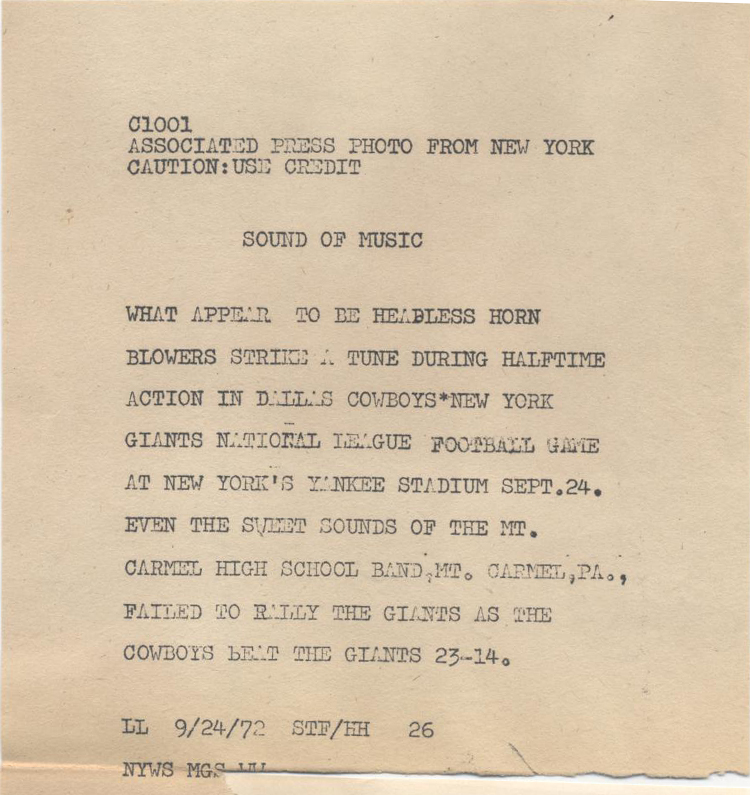 C1001
ASSOCIATED PRESS PHOTO FROM NEW YORK
CAUTION:USE CREDIT
SOUND OF MUSIC
WHAT APPEAR TO BE HEADLESS HORN
BLOWERS STRIKE A TUNE DURING HALFTIME
ACTION IN DALLAS COWBOYS*NEW YORK
GIANTS NATIONAL LEAGUE FOOTBALL GAME
AT NEW YORK'S YANKEE STADIUM SEPT.24.
EVEN THE SWEET SOUNDS OF THE MT.
CARMEL HIGH SCHOOL BAND,MT. CARMEL,PA.,
FAILED TO RALLY THE GIANTS AS THE
COWBOYS bEAT THE GIANTS 23-14.
LL 9/24/72 STF/HH 26
NYWS MGS